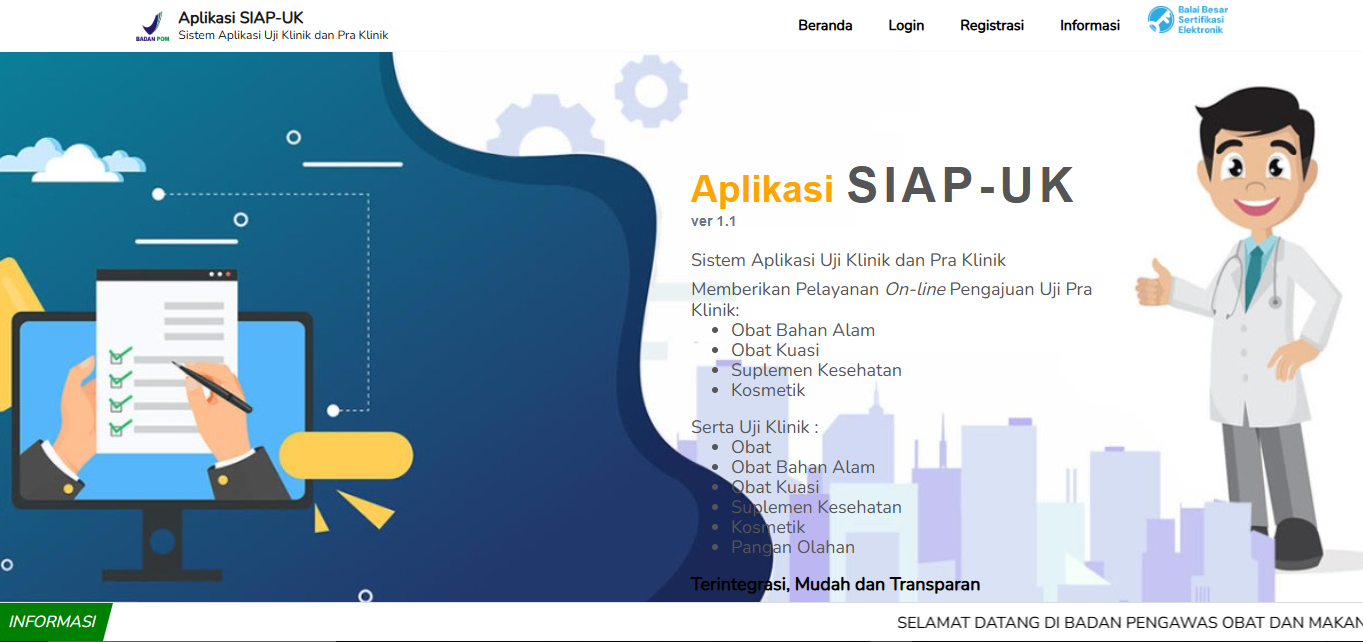 Aplikasi SIAP-UK
Sistem Aplikasi Uji Klinik dan Pra Klinik
BADAN POM
Beranda
Login
Registrasi
Informasi
Balai Besar
Sertifikasi
Elektronik
Aplikasi SIAP-UK
ver 1.1
Sistem Aplikasi Uji Klinik dan Pra Klinik
Memberikan Pelayanan On-line Pengajuan Uji Pra
Klinik:
Obat Bahan Alam
Obat Kuasi
Suplemen Kesehatan
Kosmetik
Serta Uji Klinik :
Obat
Obat Bahan Alam
Obat Kuasi
Suplemen Kesehatan
Kosmetik
Pangan Olahan
Terintegrasi, Mudah dan Transparan
INFORMASI
SELAMAT DATANG DI BADAN PENGAWAS OBAT DAN MAKAN